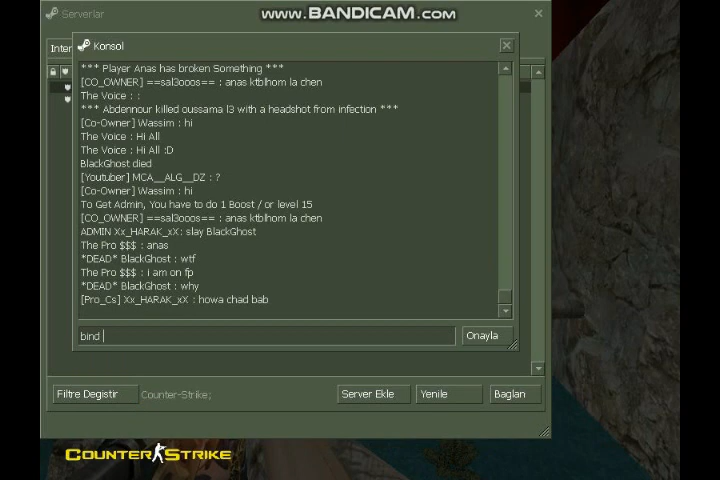 www.BANDICAM.com
Serverlar
Inter
Konsol
*** Player Anas has broken Something ***
[CO_OWNER] ==sal3ooos== : anas ktblhom la chen
The Voice : :
*** Abdennour killed oussama l3 with a headshot from infection ***
[Co-Owner] Wassim : hi
The Voice : Hi All
The Voice : Hi All :D
BlackGhost died
[Youtuber] MCA__ALG__DZ : ?
[Co-Owner] Wassim : hi
To Get Admin, You have to do 1 Boost / or level 15
[CO_OWNER] ==sal3ooos== : anas ktblhom la chen
ADMIN Xx_HARAK_xX: slay BlackGhost
The Pro $$$ : anas
*DEAD* BlackGhost : wtf
The Pro $$$ : i am on fp
*DEAD* BlackGhost : why
[Pro_Cs] Xx_HARAK_xX : howa chad bab
bind
Onayla
Filtre Degistir
Counter-Strike;
Server Ekle
Yenile
Baglan
COUNTER STRIKE